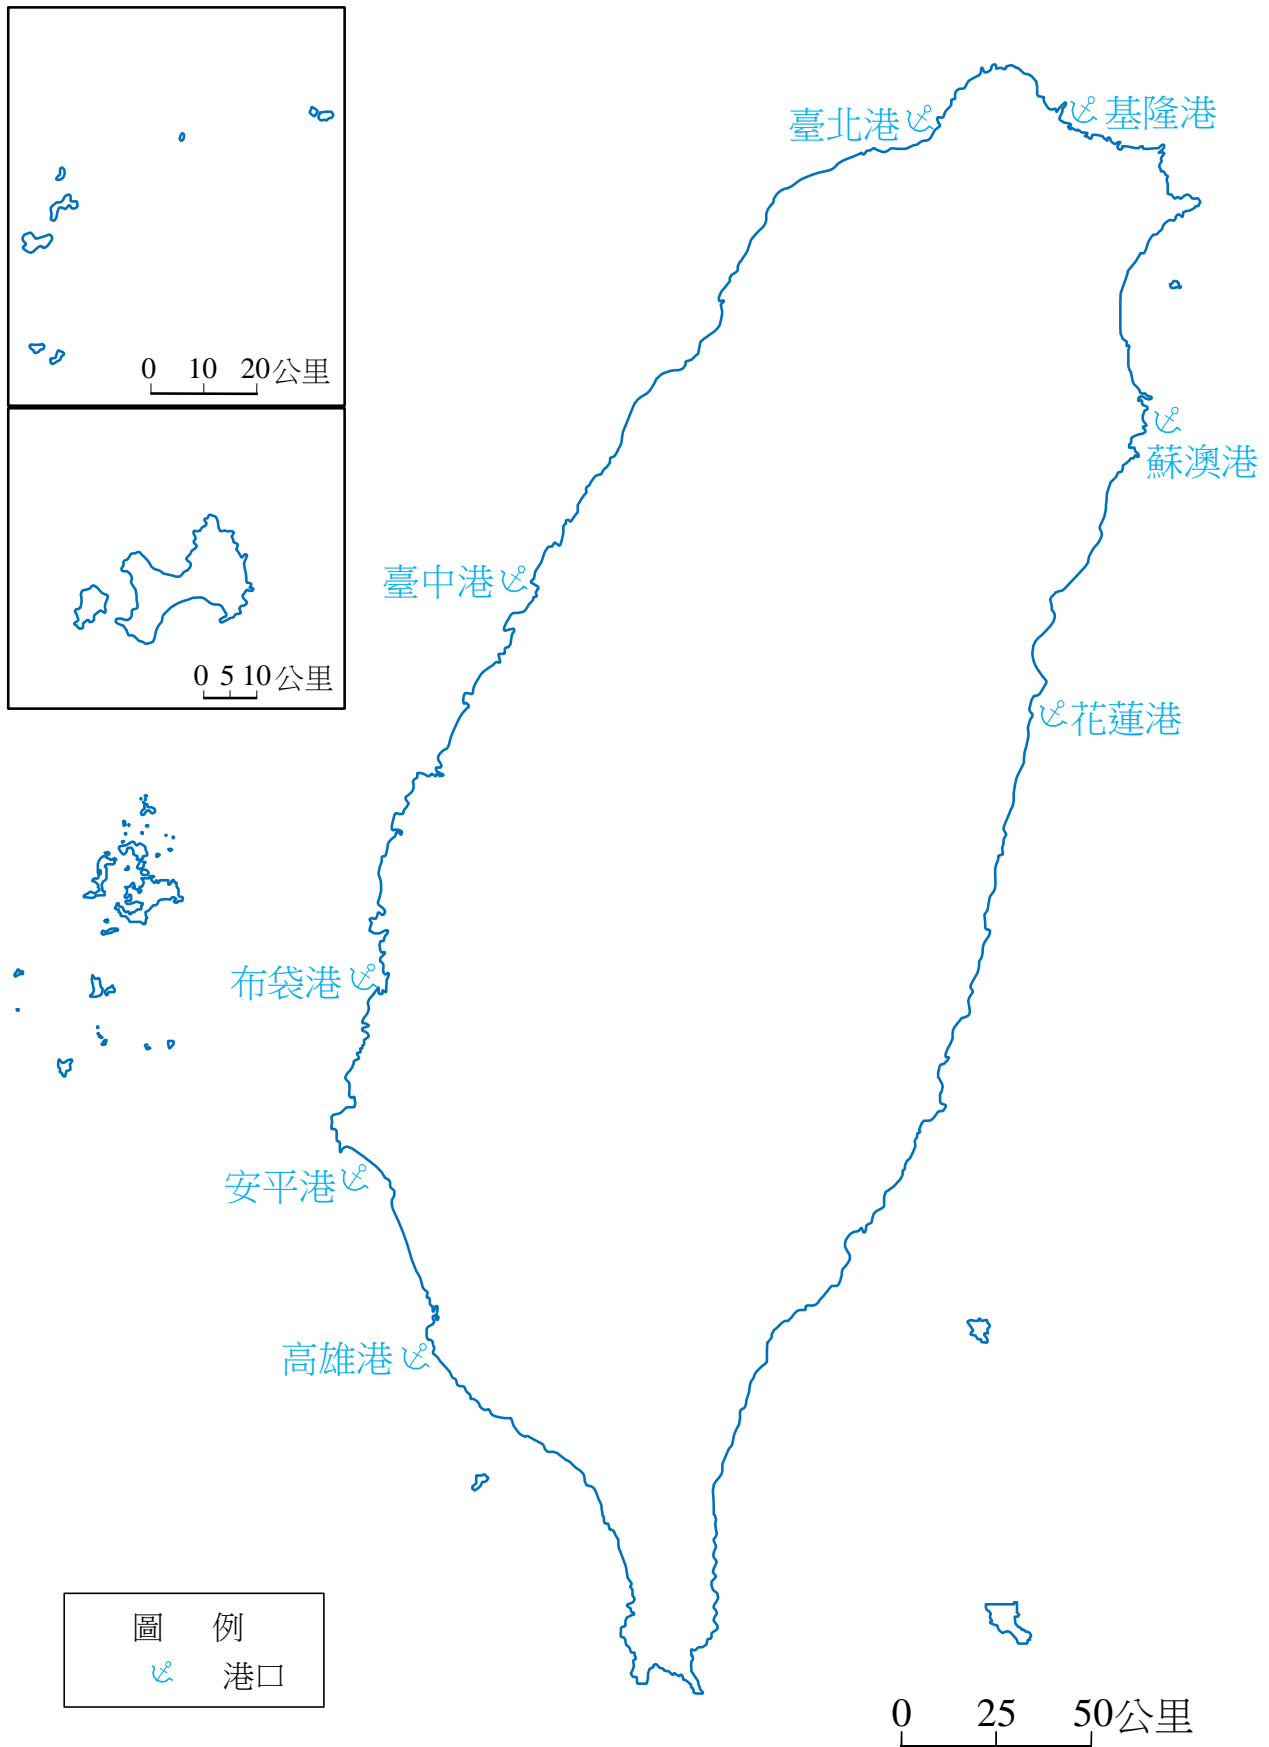 臺北港
基隆港
0 10 20公里
蘇澳港
臺中港
0 5 10公里
花蓮港
布袋港
安平港
高雄港
圖 例
港口
0 25 50公里